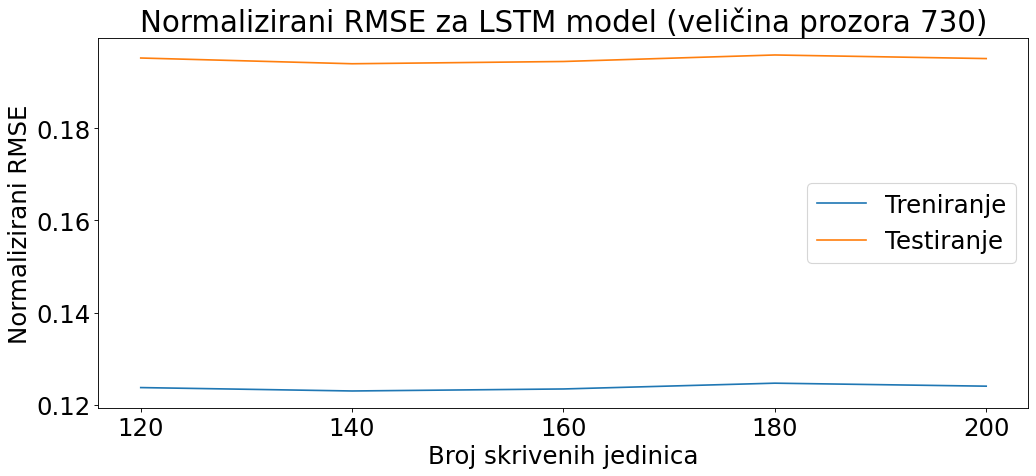 Normalizirani RMSE za LSTM model (veličina prozora 730)
Normalizirani RMSE
0.18
0.16
0.14
0.12
Treniranje
Testiranje
120 140 160 180 200
Broj skrivenih jedinica